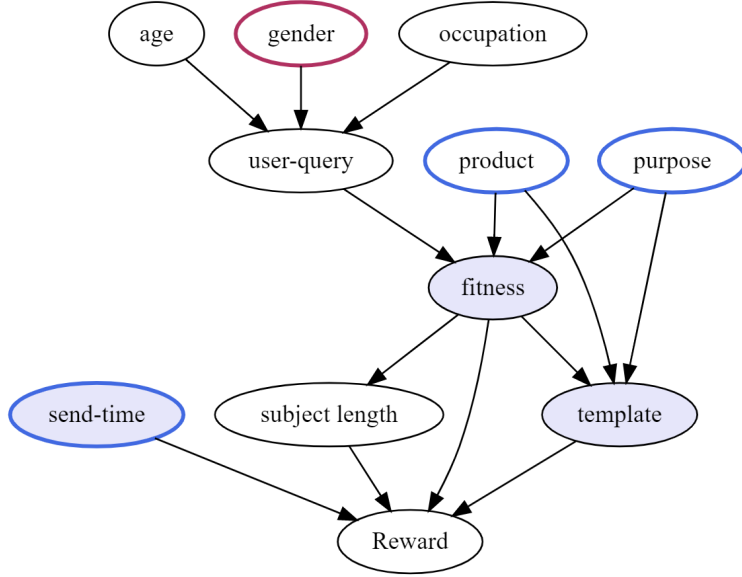 age
gender
occupation
user-query
product
purpose
fitness
send-time
subject length
template
Reward